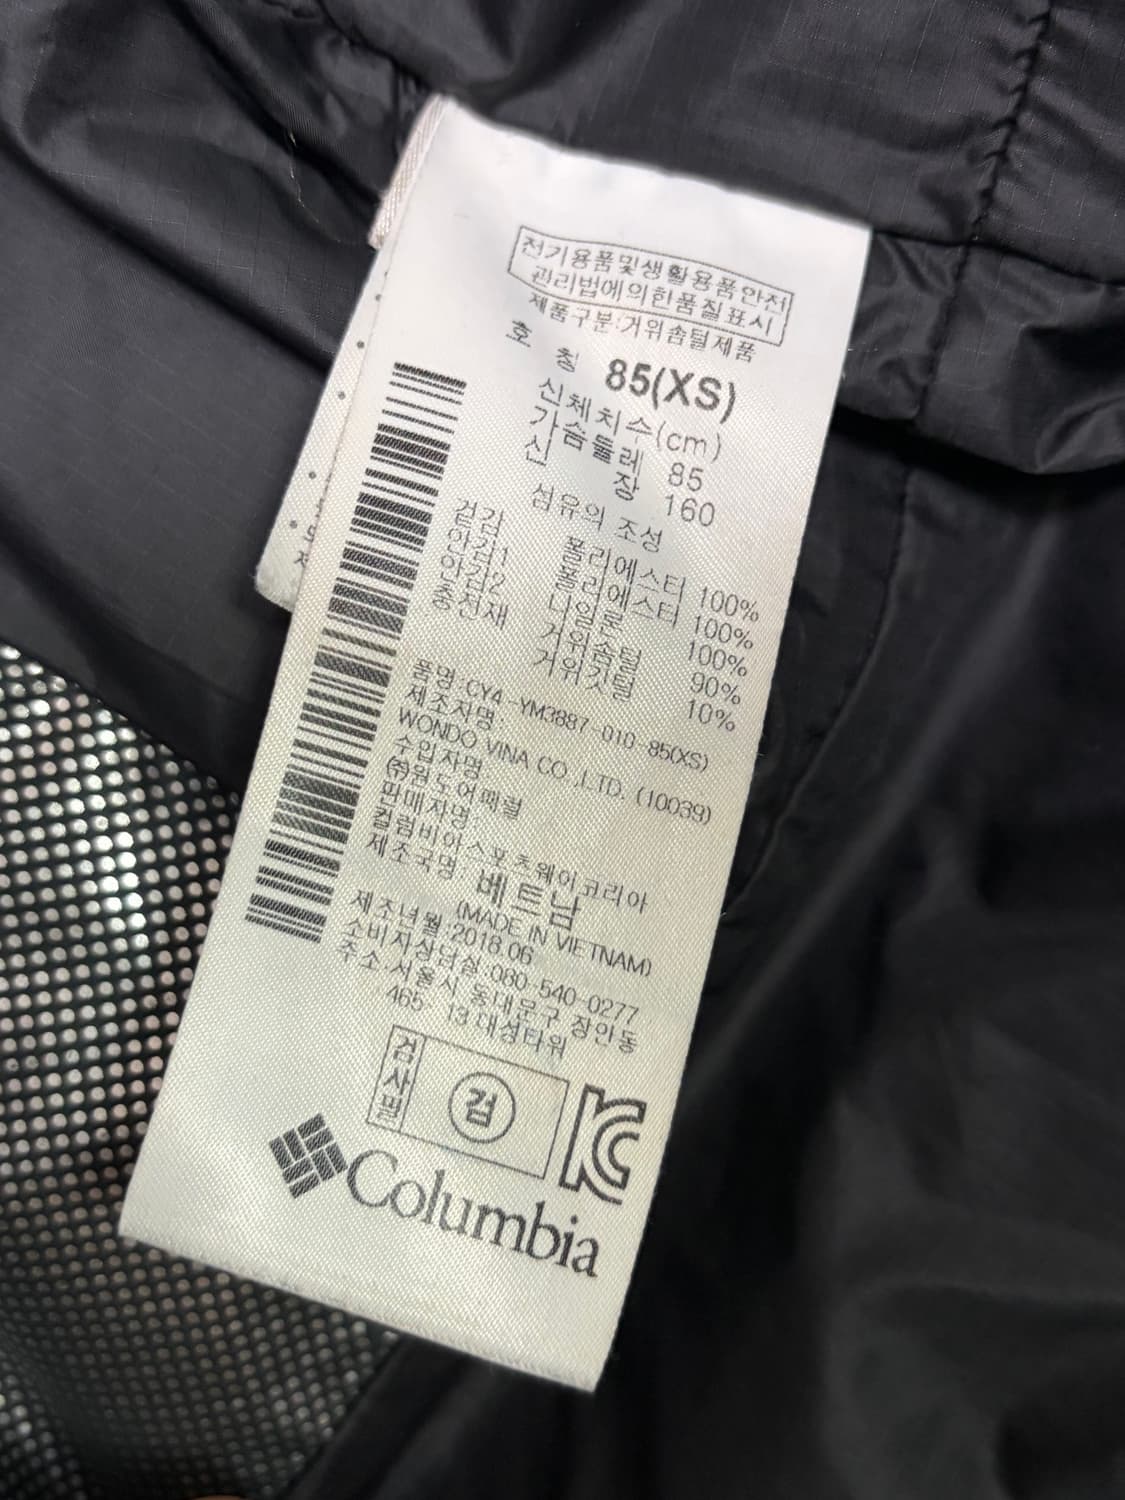 전기용품및생활용품안전
관리법에의한품질표시
제품구분:거위솜털제품
호 칭 85(XS)
신체치수(cm)
가슴둘레 85
신 장 160
섬유의 조성
겉감 폴리에스터 100%
안감1 폴리에스터 100%
안감2 나일론 100%
충전재 거위솜털 90%
거위깃털 10%
품명:CY4-YM3887-010-85(XS)
제조자명
WONDO VINA CO.,LTD. (10039)
수입자명:
㈜원도어패럴
판매자명:
컬럼비아스포츠웨어코리아
제조국명: 베트남
(MADE IN VIETNAM)
제조년월:2018.06
소비자상담실:080-540-0277
주소:서울시 동대문구 장안동
465-13 대성타워
검사필
검
KC
Columbia